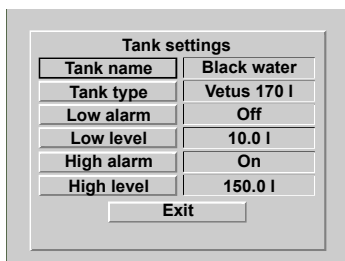 Tank settings
Tank name Black water
Tank type Vetus 170 l
Low alarm Off
Low level 10.0 l
High alarm On
High level 150.0 l
Exit